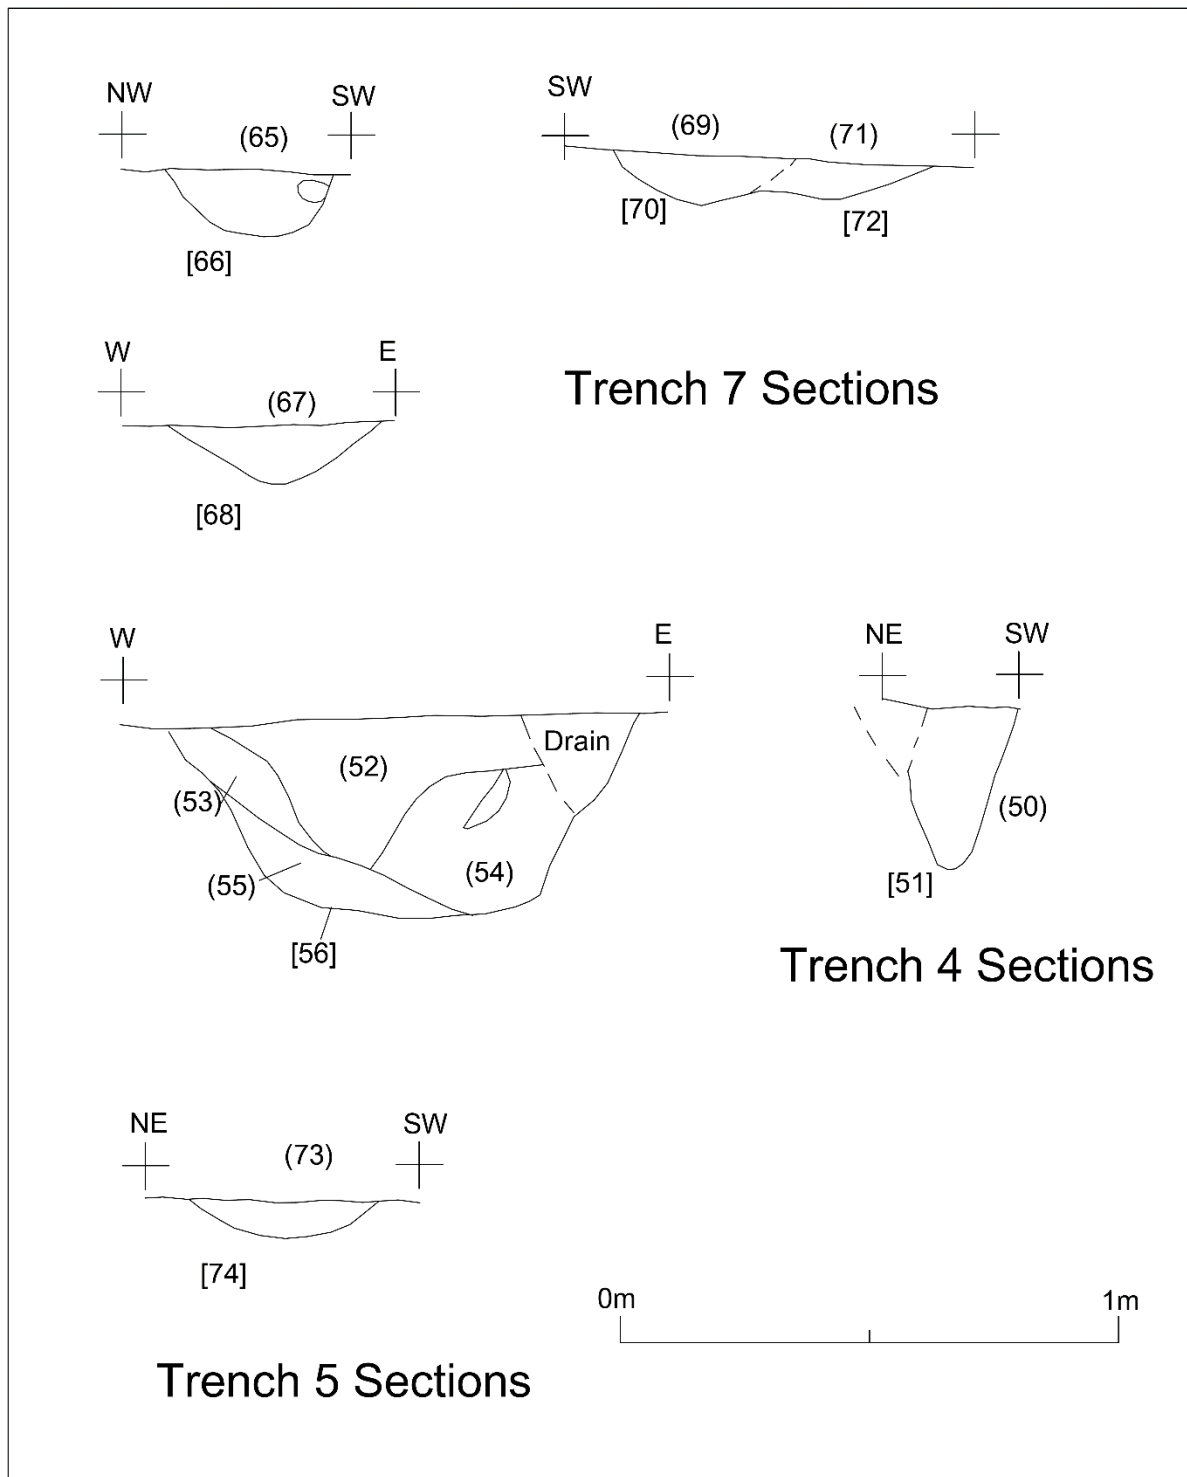 NW
SW
(65)
[66]
SW
(69)
(71)
[70]
[72]
W
E
(67)
[68]
Trench 7 Sections
W
E
(52)
Drain
(53)
(55)
(54)
[56]
NE
SW
(50)
[51]
Trench 4 Sections
NE
SW
(73)
[74]
0m
1m
Trench 5 Sections